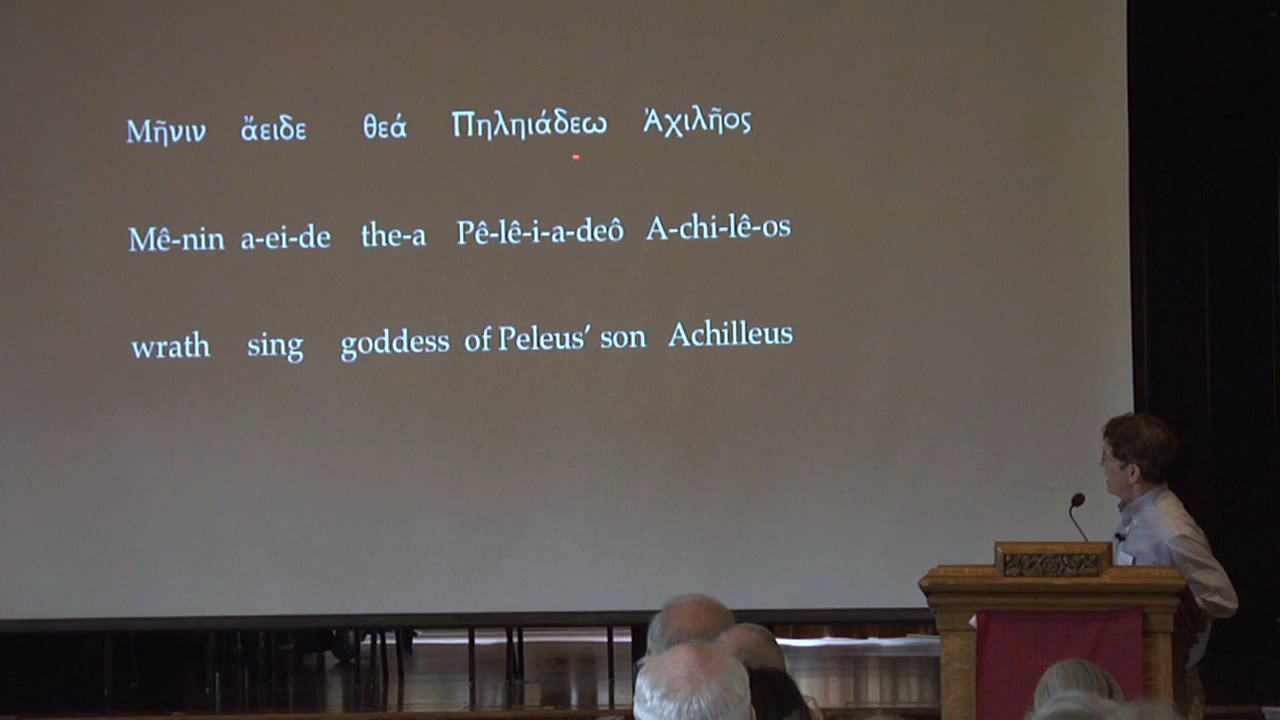 Μῆνιν ἄειδε θεά Πηληιάδεω Ἀχιλῆος
Mê-nin a-ei-de the-a Pê-lê-i-a-deô A-chi-lê-os
wrath sing goddess of Peleus’ son Achilleus